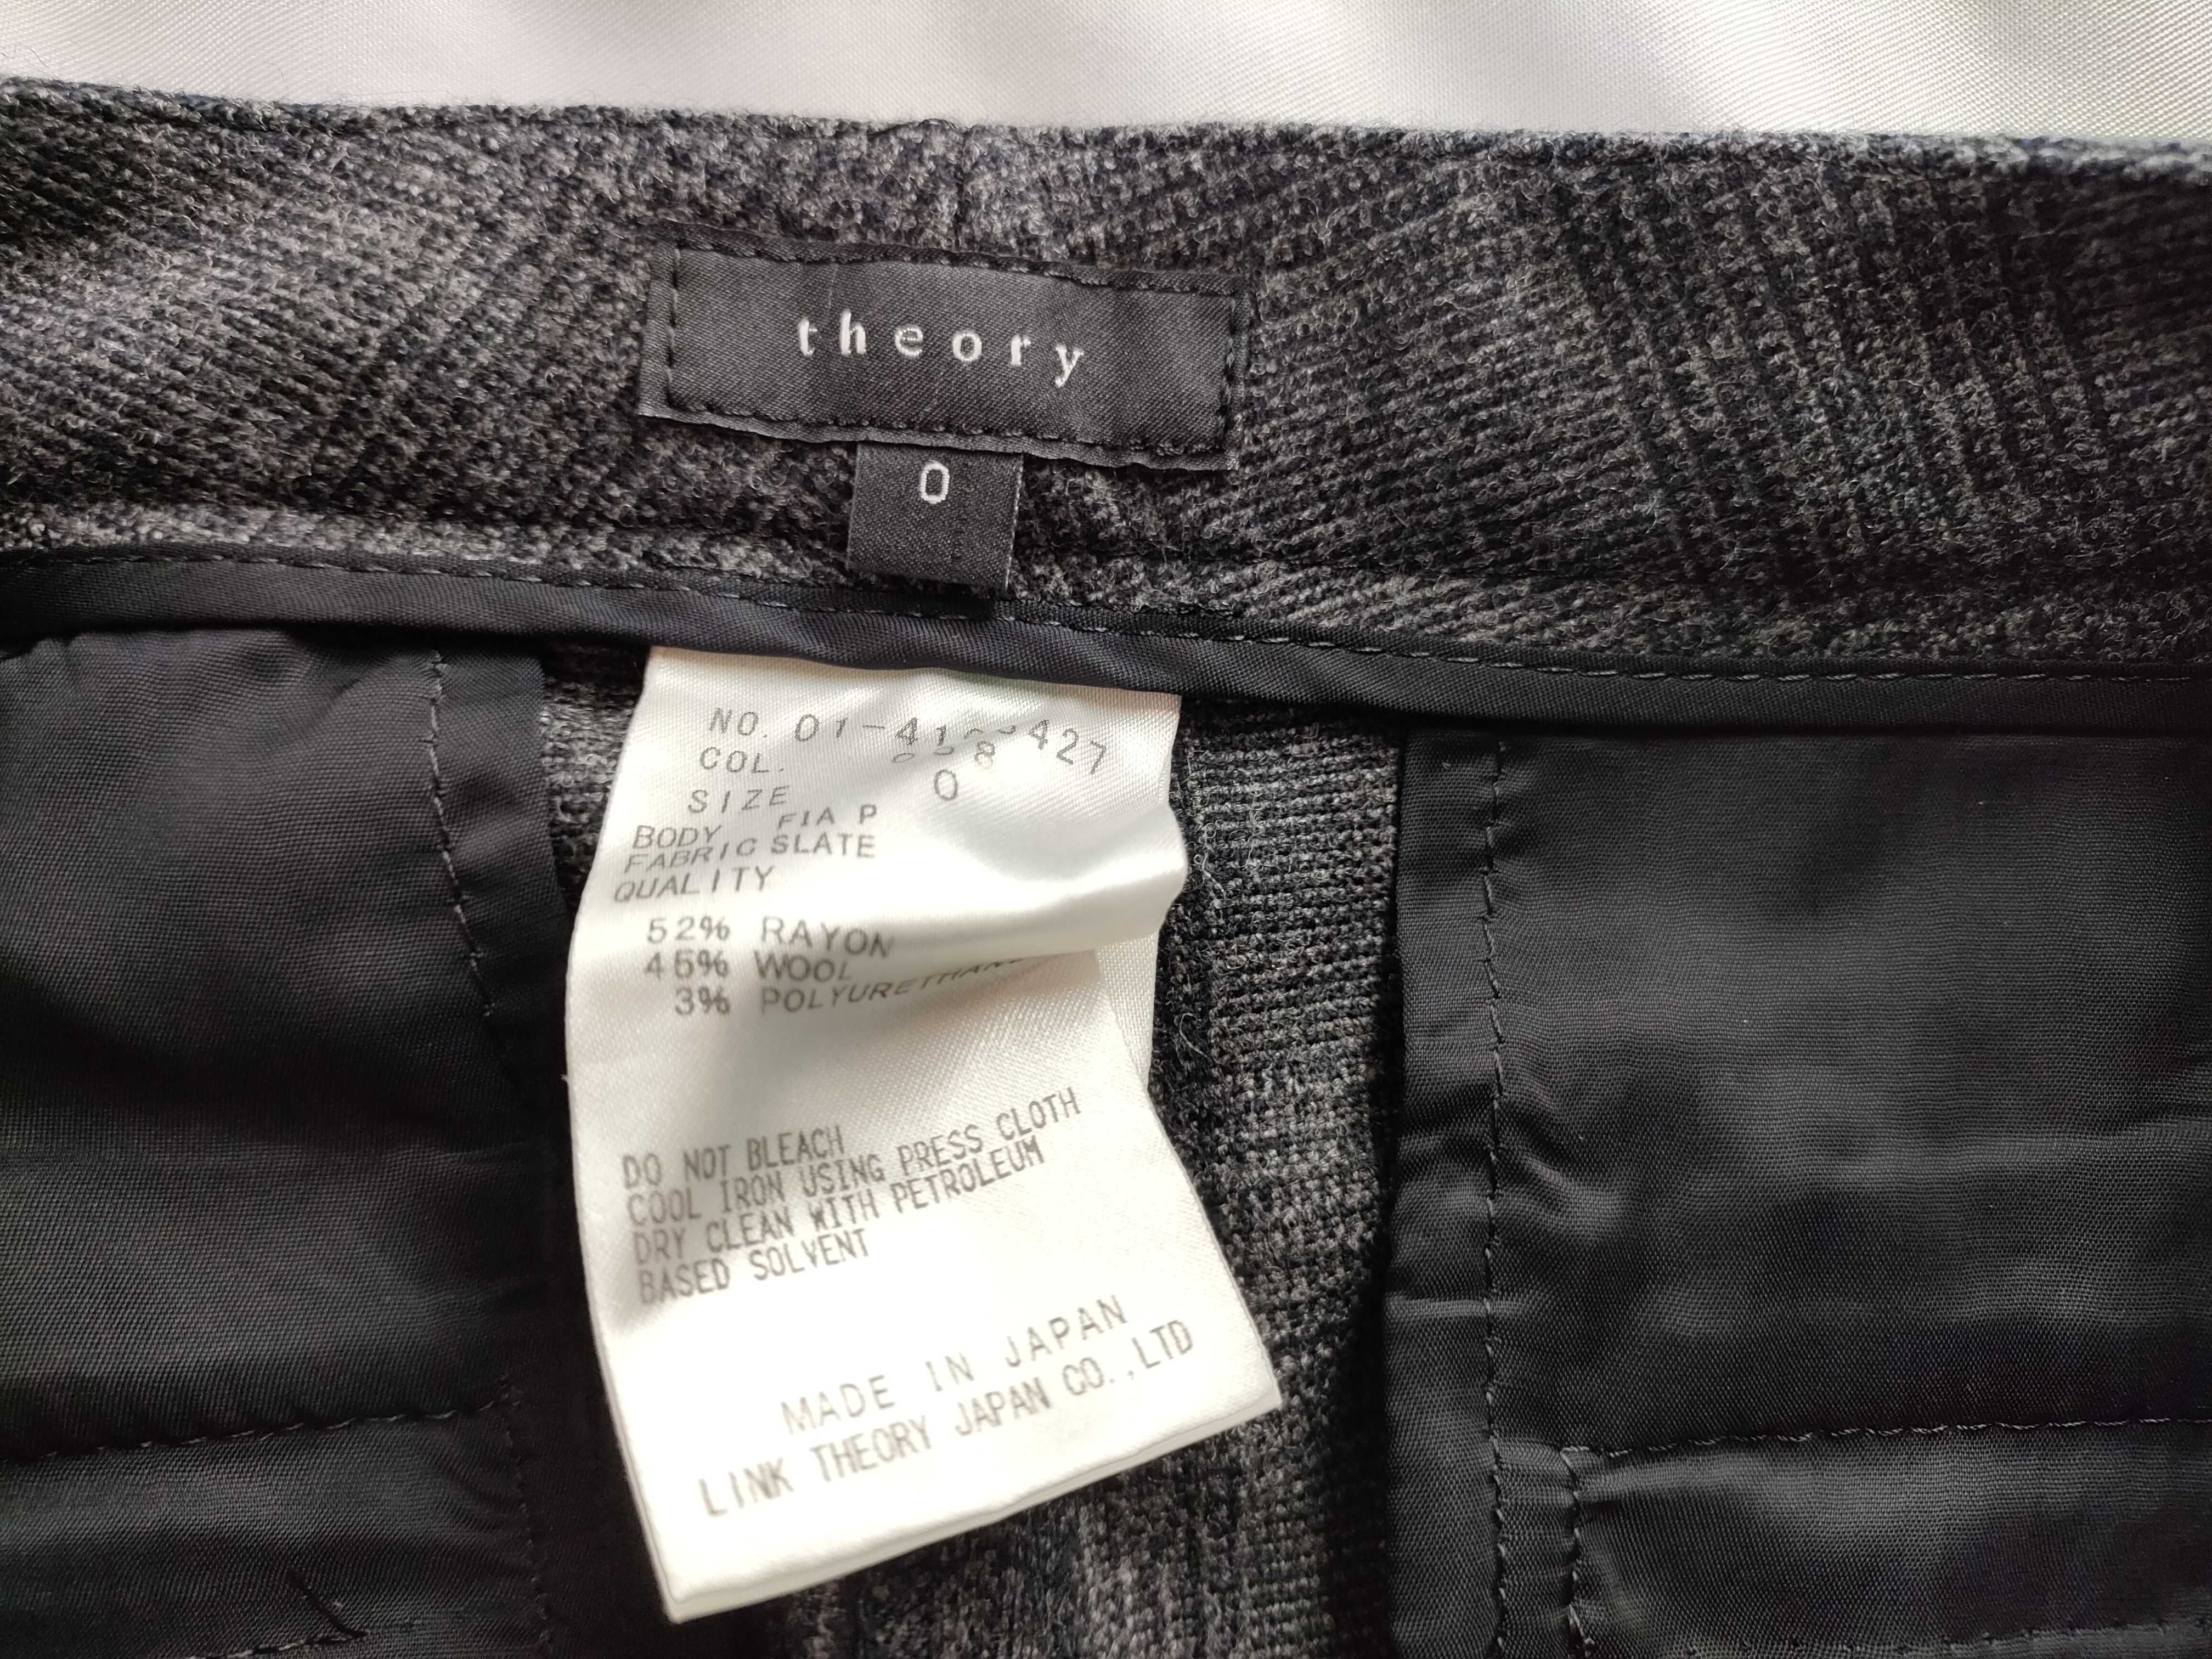 theory
0
NO.
COL.
SIZE 0
BODY FIA P
FABRIC SLATE
QUALITY
52% RAYON
45% WOOL
3% POLYURETHANE
DO NOT BLEACH
COOL IRON USING PRESS CLOTH
DRY CLEAN WITH PETROLEUM
BASED SOLVENT
MADE IN JAPAN
LINK THEORY JAPAN CO.,LTD